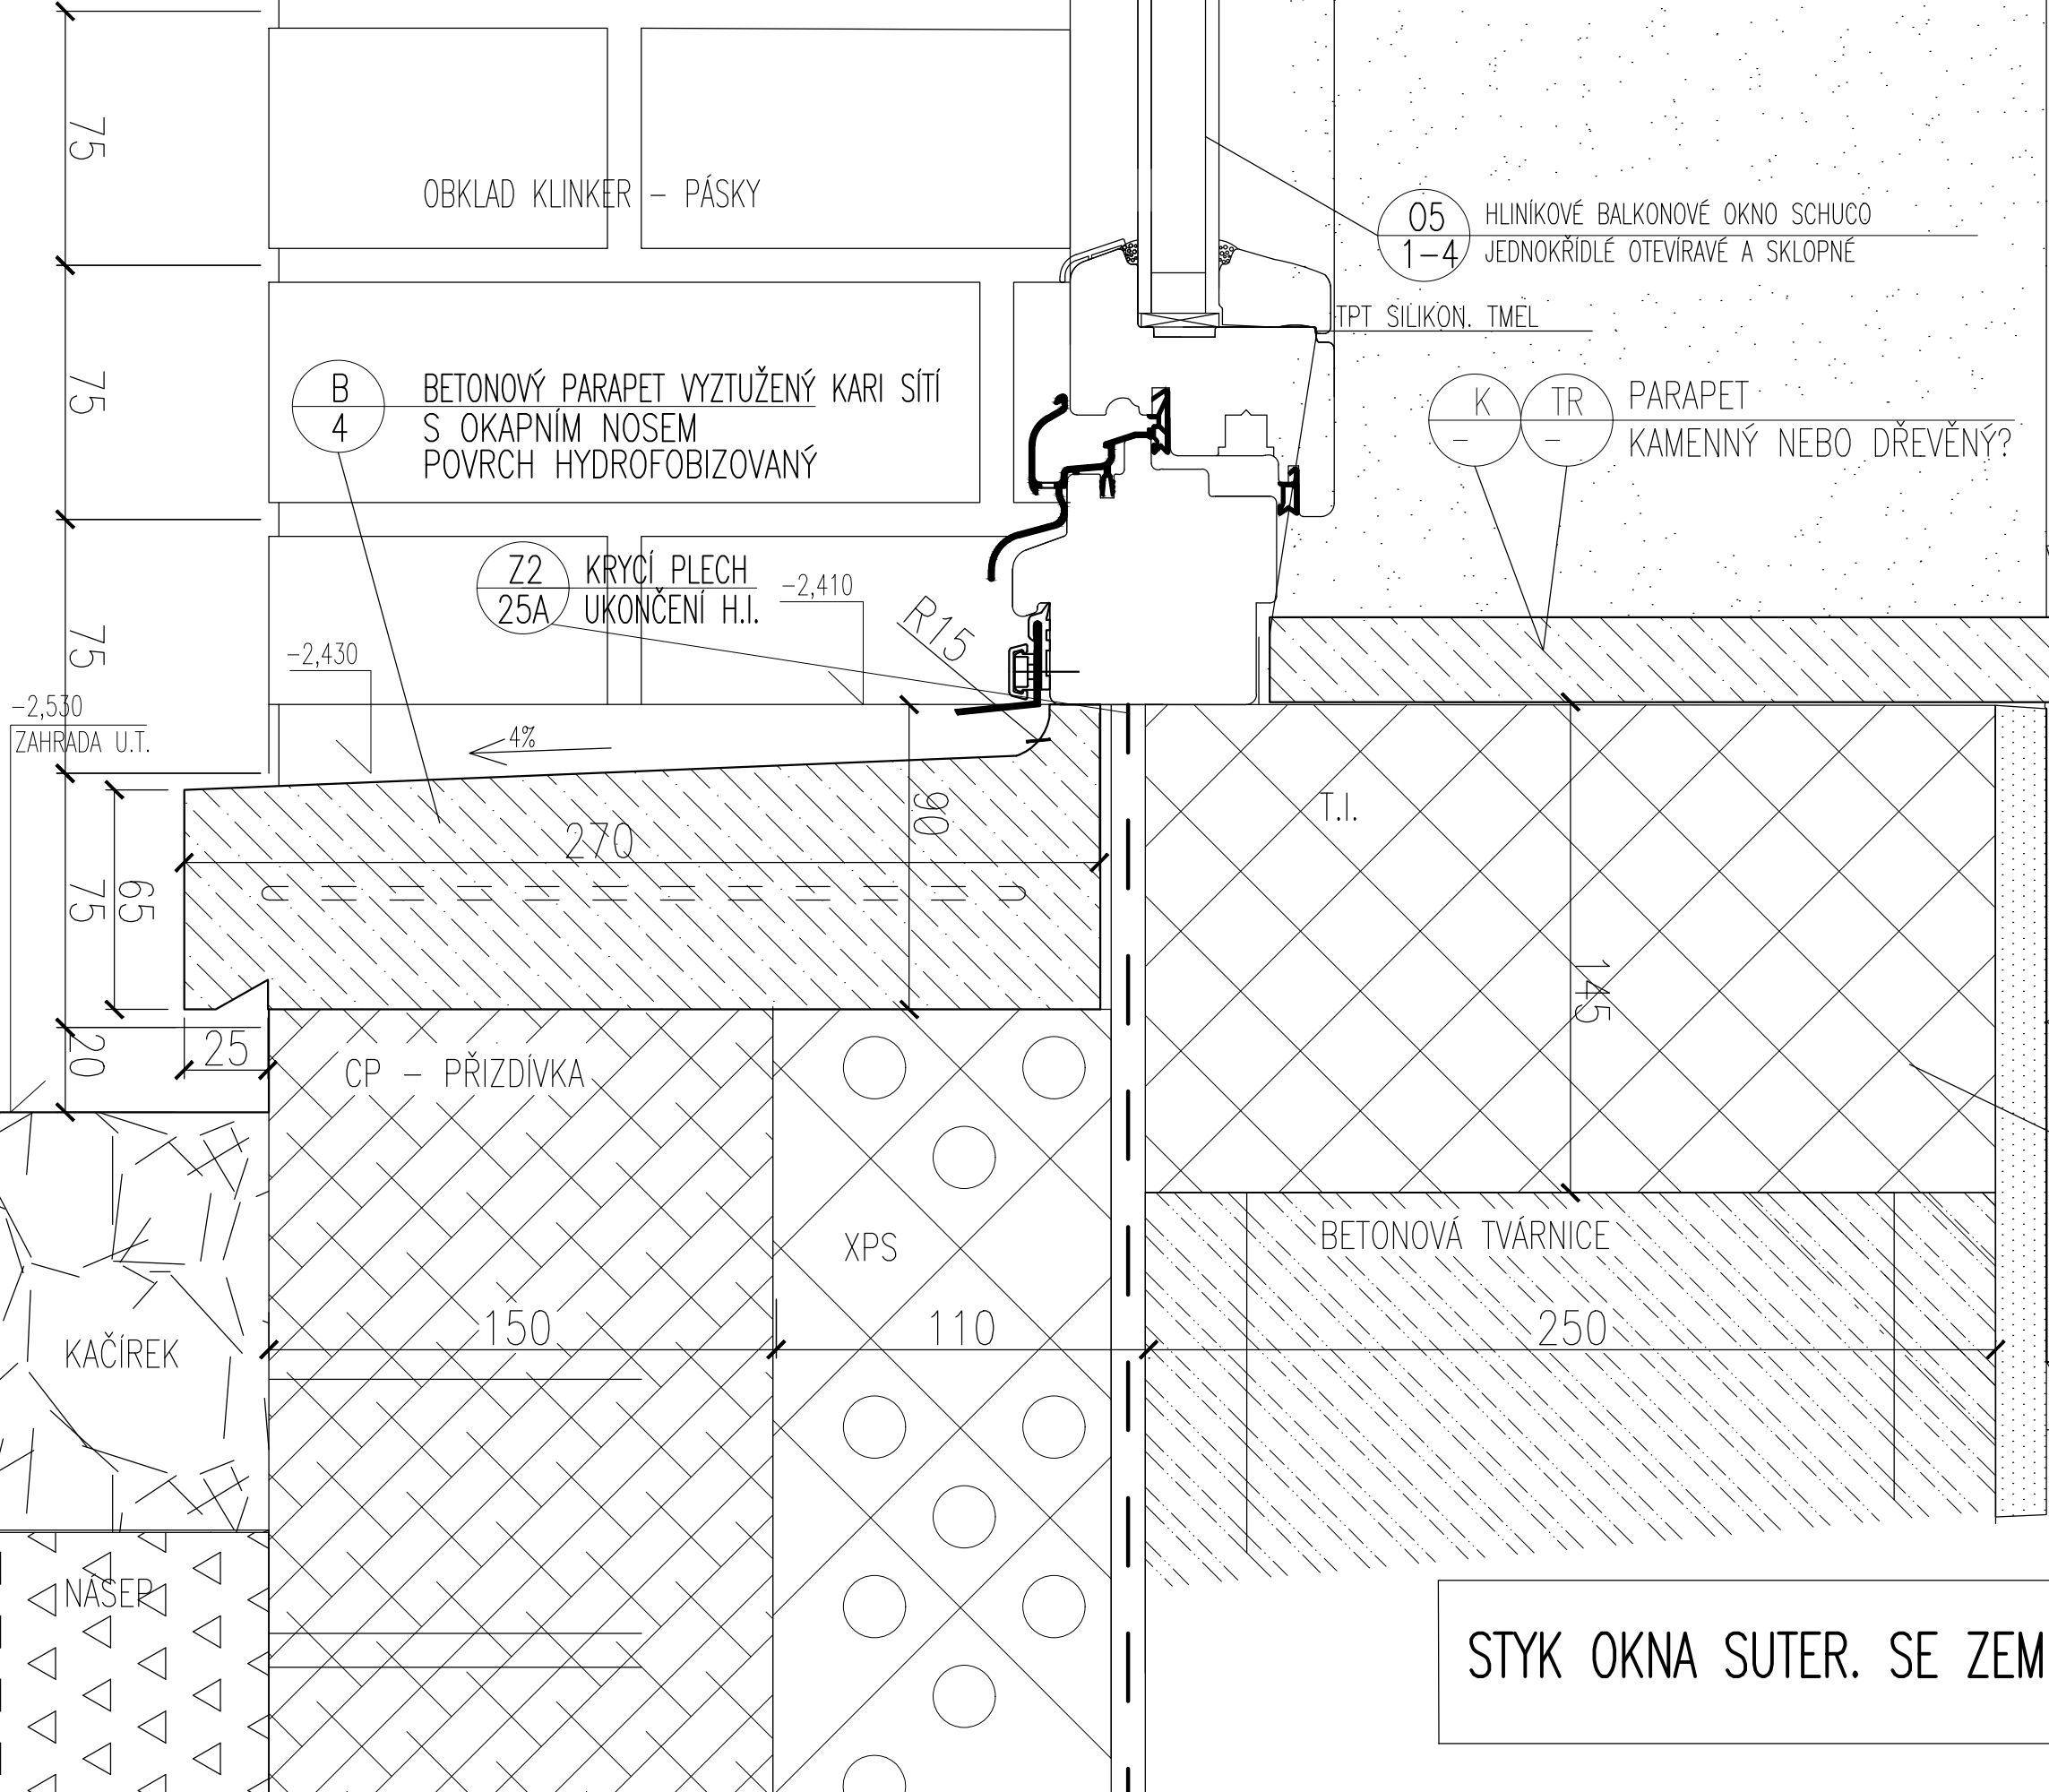 75
OBKLAD KLINKER – PÁSKY
05
1–4
HLINÍKOVÉ BALKONOVÉ OKNO SCHUCO
JEDNOKŘÍDLÉ OTEVÍRAVÉ A SKLOPNÉ
TPT SILIKON. TMEL
75
B
4
BETONOVÝ PARAPET VYZTUŽENÝ KARI SÍTÍ
S OKAPNÍM NOSEM
POVRCH HYDROFOBIZOVANÝ
K
–
TR
–
PARAPET
KAMENNÝ NEBO DŘEVĚNÝ?
Z2
25A
KRYCÍ PLECH
UKONČENÍ H.I.
-2,410
R15
75
-2,430
-2,530
ZAHRADA U.T.
4%
90
T.I.
270
65
75
145
20
25
CP – PŘIZDÍVKA
XPS
BETONOVÁ TVÁRNICE
150
110
250
KAČÍREK
NÁSEP
STYK OKNA SUTER. SE ZEM